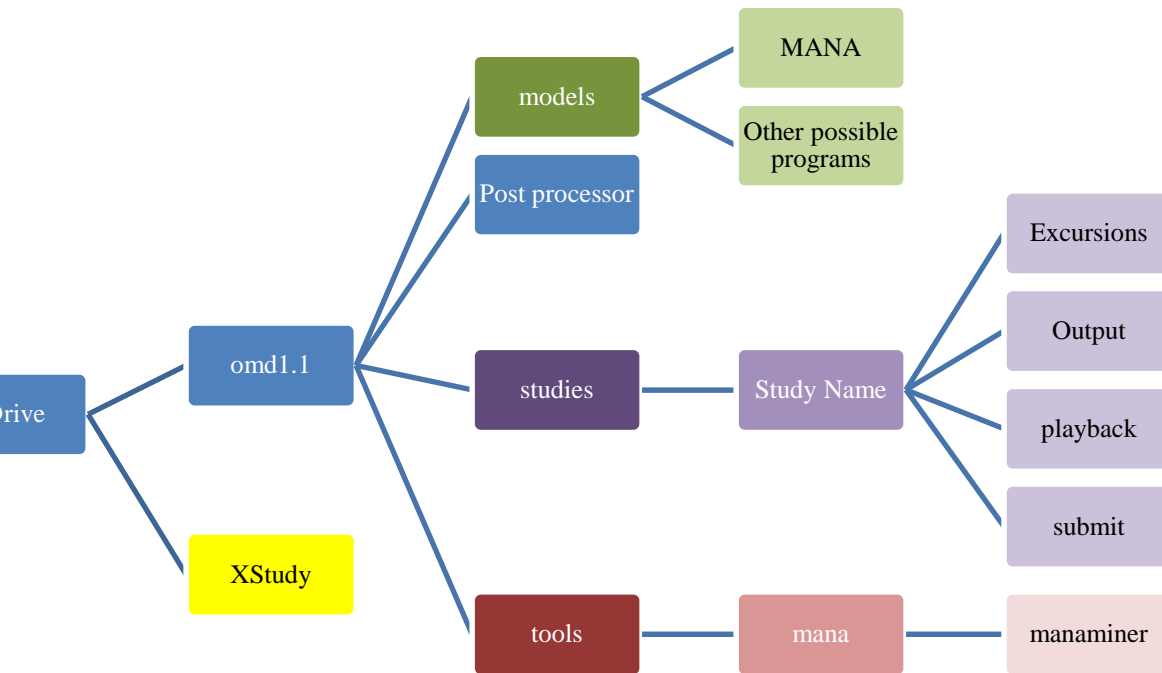 MANA
models
Other possible
programs
Post processor
Excursions
omd1.1
Output
studies
Study Name
playback
submit
XStudy
tools
mana
manaminer